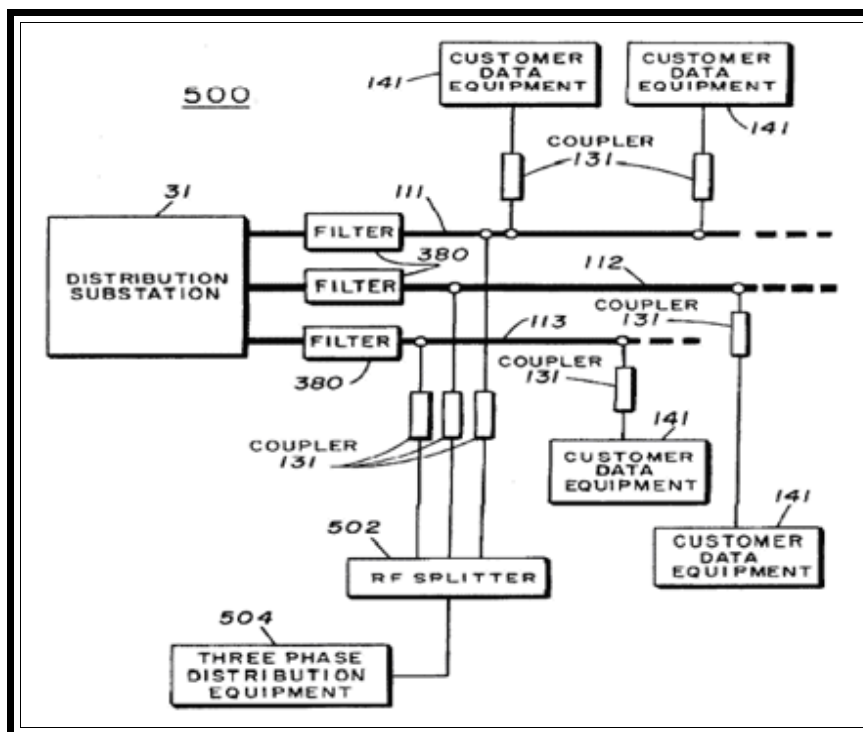 500
CUSTOMER
DATA
EQUIPMENT
141
CUSTOMER
DATA
EQUIPMENT
141
COUPLER
131
31
DISTRIBUTION
SUBSTATION
FILTER
111
380
FILTER
112
FILTER
113
380
COUPLER
131
COUPLER
131
COUPLER
131
141
CUSTOMER
DATA
EQUIPMENT
141
CUSTOMER
DATA
EQUIPMENT
502
RF SPLITTER
504
THREE PHASE
DISTRIBUTION
EQUIPMENT